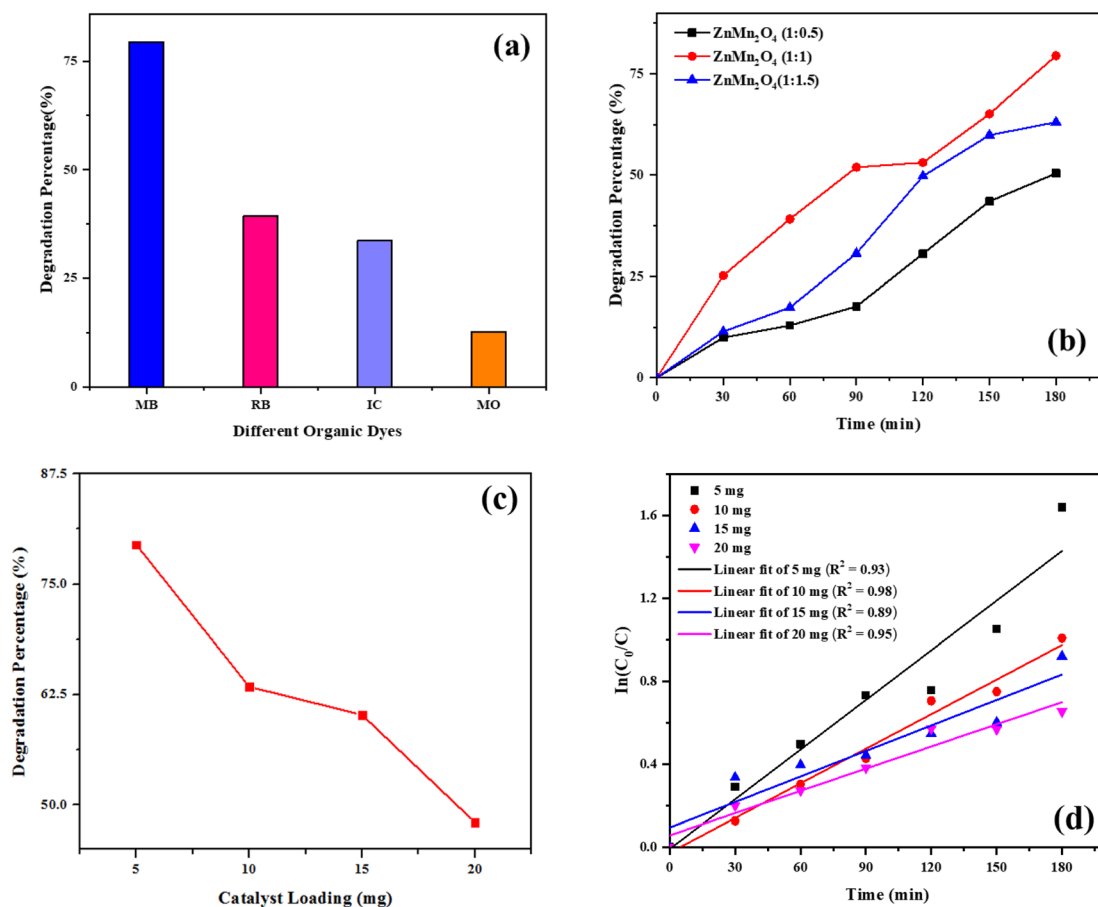 (a)
Degradation Percentage(%)
75
50
25
0
MB RB IC MO
Different Organic Dyes
(b)
ZnMn₂O₄ (1:0.5)
ZnMn₂O₄ (1:1)
ZnMn₂O₄(1:1.5)
Degradation Percentage (%)
75
50
25
0
0 30 60 90 120 150 180
Time (min)
(c)
Degradation Percentage (%)
87.5
75.0
62.5
50.0
5 10 15 20
Catalyst Loading (mg)
(d)
5 mg
10 mg
15 mg
20 mg
Linear fit of 5 mg (R² = 0.93)
Linear fit of 10 mg (R² = 0.98)
Linear fit of 15 mg (R² = 0.89)
Linear fit of 20 mg (R² = 0.95)
ln(C₀/C)
1.6
1.2
0.8
0.4
0.0
0 30 60 90 120 150 180
Time (min)